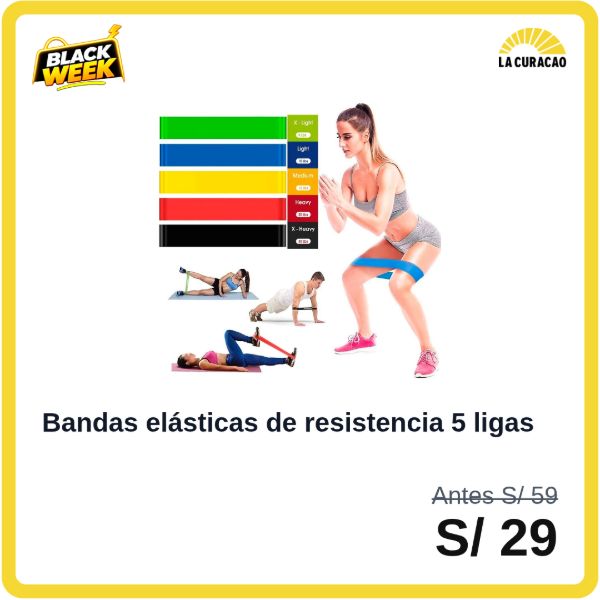 BLACK
WEEK
LA CURACAO
X - Light
Light
Medium
Heavy
X - Heavy
Bandas elásticas de resistencia 5 ligas
Antes S/ 59
S/ 29